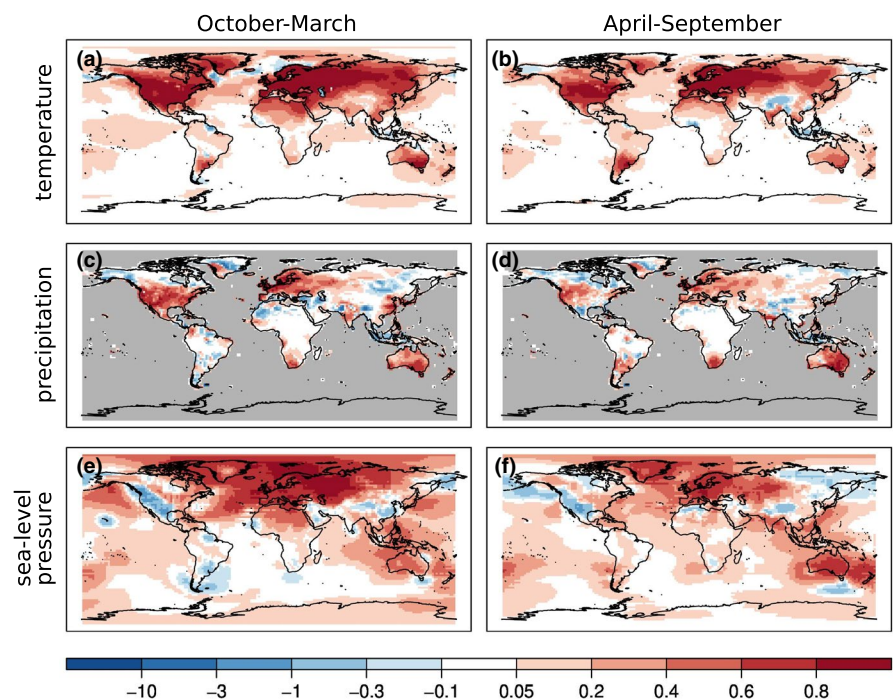 October-March
April-September
temperature
(a)
(b)
precipitation
(c)
(d)
sea-level
pressure
(e)
(f)
−10 −3 −1 −0.3 −0.1 0.05 0.2 0.4 0.6 0.8